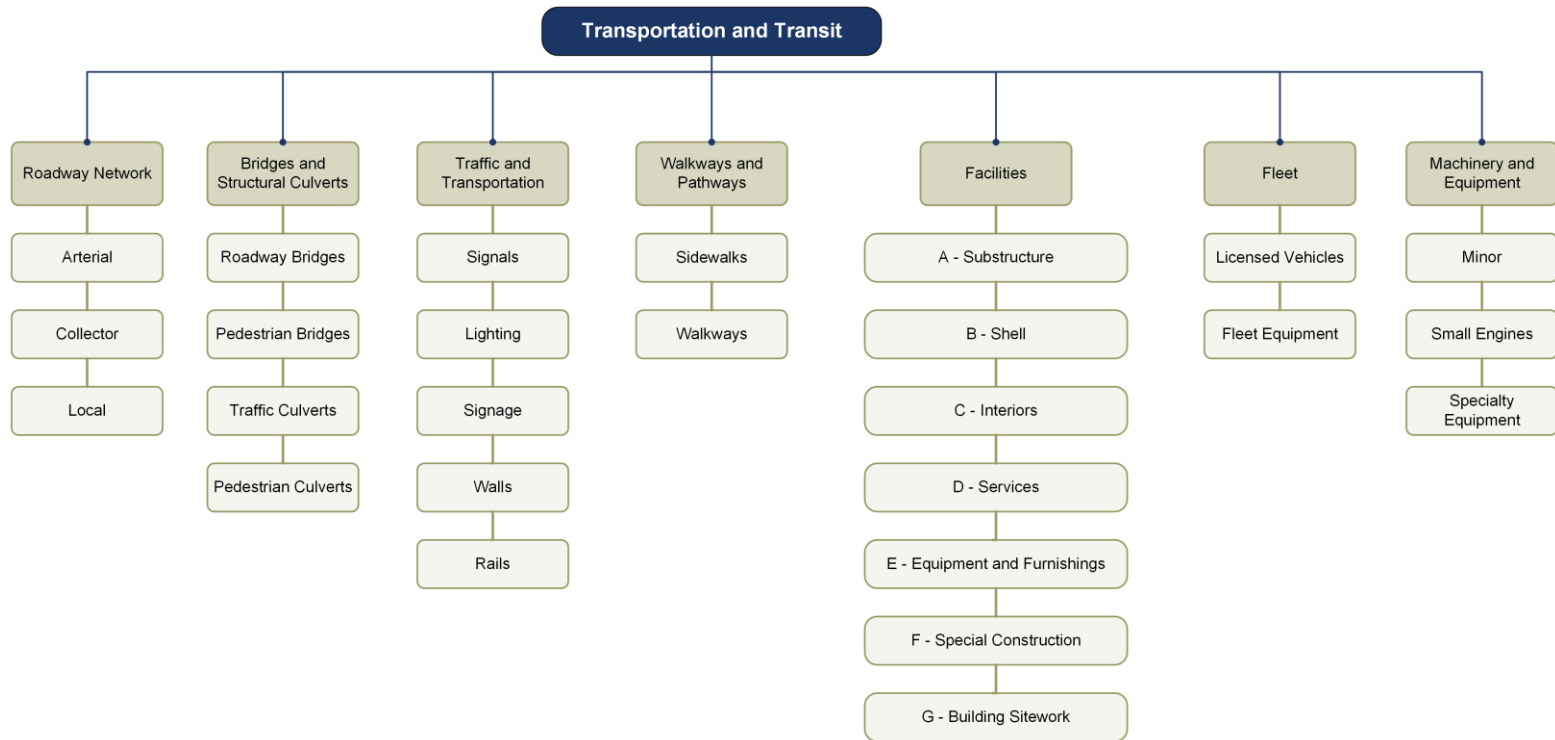 Transportation and Transit
Roadway Network
Bridges and
Structural Culverts
Traffic and
Transportation
Walkways and
Pathways
Facilities
Fleet
Machinery and
Equipment
Arterial
Collector
Local
Roadway Bridges
Pedestrian Bridges
Traffic Culverts
Pedestrian Culverts
Signals
Lighting
Signage
Walls
Rails
Sidewalks
Walkways
A - Substructure
B - Shell
C - Interiors
D - Services
E - Equipment and Furnishings
F - Special Construction
G - Building Sitework
Licensed Vehicles
Fleet Equipment
Minor
Small Engines
Specialty
Equipment